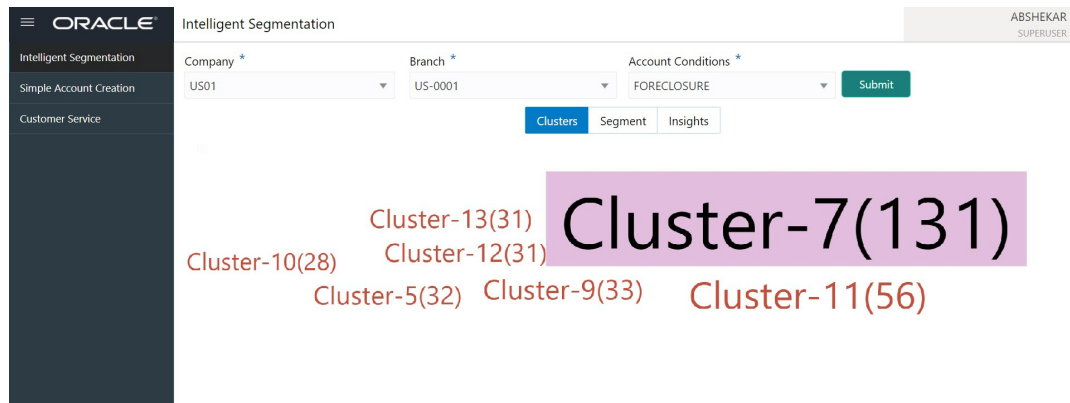 ORACLE
Intelligent Segmentation
ABSHEKAR
SUPERUSER
Intelligent Segmentation
Simple Account Creation
Customer Service
Company *
Branch *
Account Conditions *
US01
US-0001
FORECLOSURE
Submit
Clusters
Segment
Insights
Cluster-7(131)
Cluster-13(31)
Cluster-12(31)
Cluster-10(28)
Cluster-5(32)
Cluster-9(33)
Cluster-11(56)